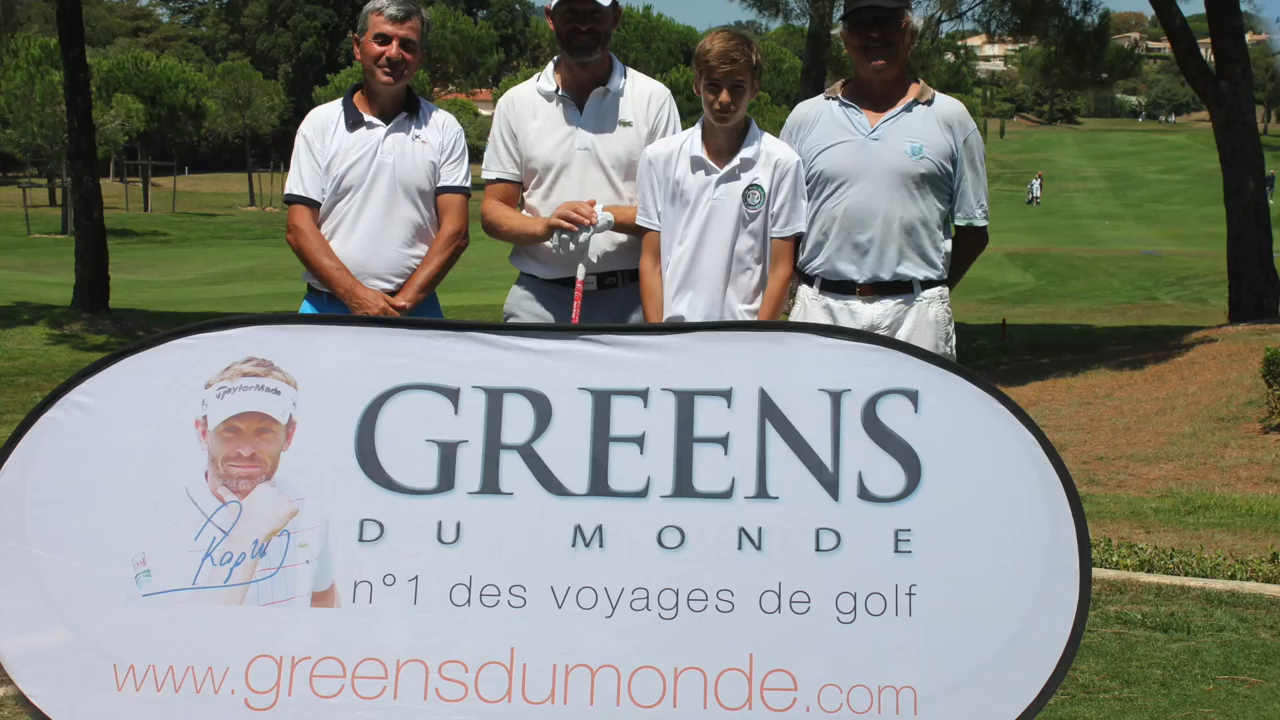 TaylorMade
GREENS
DU MONDE
n°1 des voyages de golf
www.greensdumonde.com